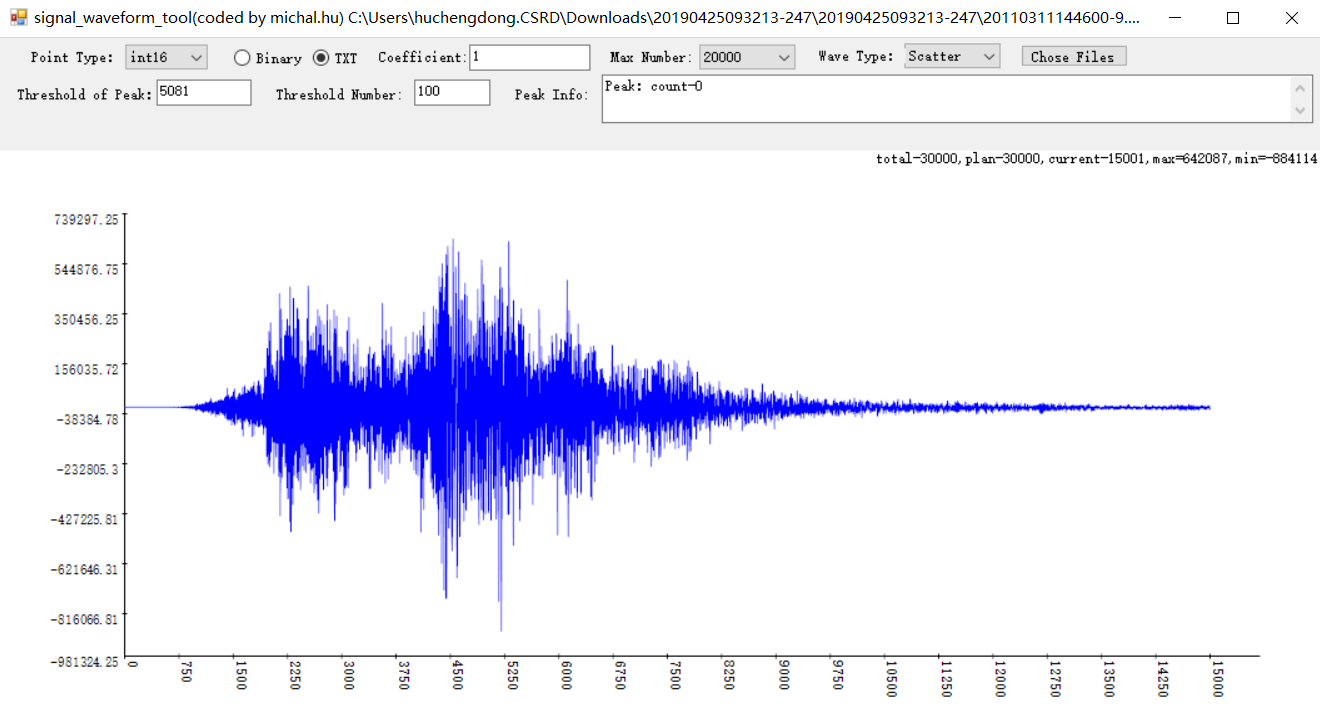 signal_waveform_tool(coded by michal.hu) C:\Users\huchengdong.CSRD\Downloads\20190425093213-247\20190425093213-247\20110311144600-9....
Point Type: int16 Binary TXT Coefficient: 1 Max Number: 20000 Wave Type: Scatter Chose Files
Threshold of Peak: 5081 Threshold Number: 100 Peak Info: Peak: count=0
total=30000, plan=30000, current=15001, max=642087, min=-884114
739297.25
544876.75
350456.25
156035.72
-38384.78
-232805.3
-427225.81
-621646.31
-816066.81
-981324.25
0 750 1500 2250 3000 3750 4500 5250 6000 6750 7500 8250 9000 9750 10500 11250 12000 12750 13500 14250 15000